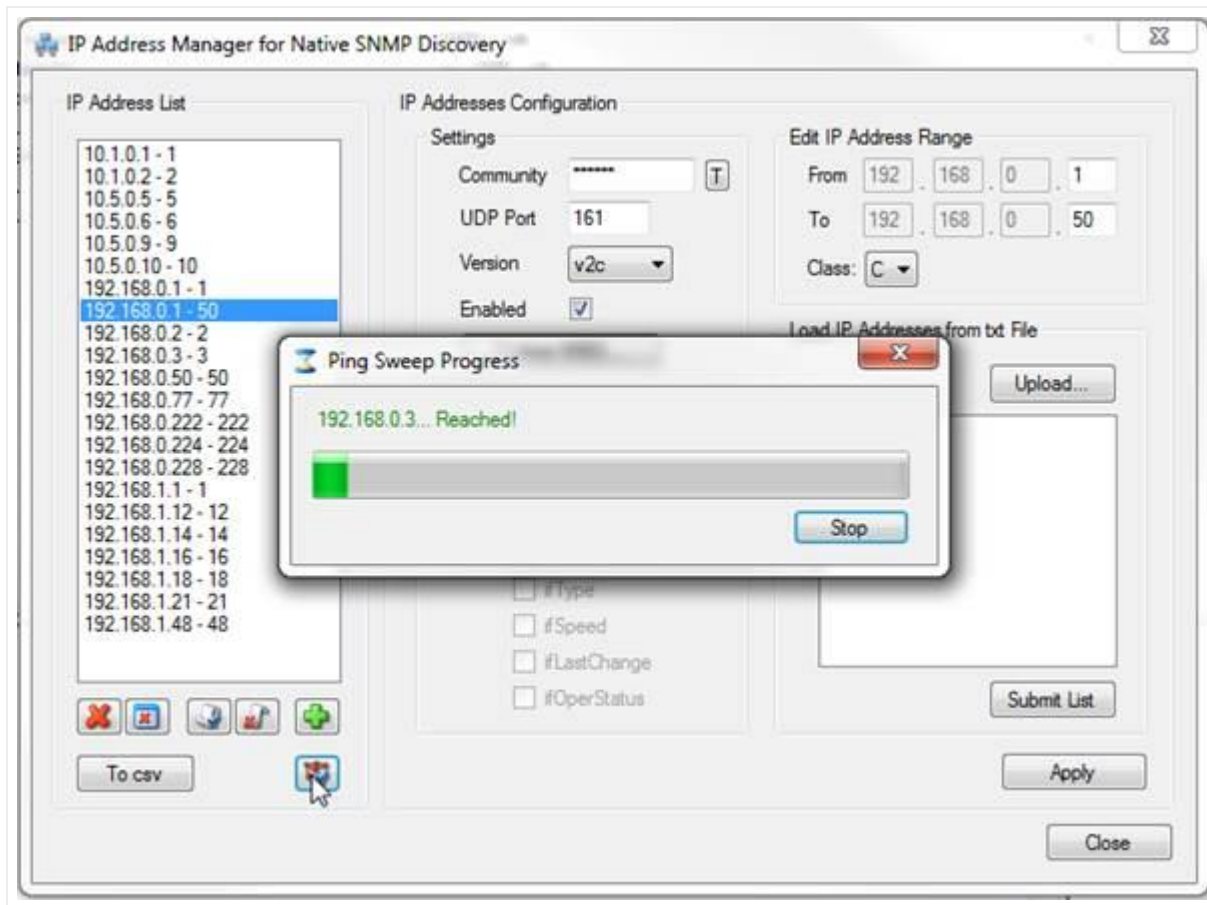 IP Address Manager for Native SNMP Discovery
IP Address List
10.1.0.1 - 1
10.1.0.2 - 2
10.5.0.5 - 5
10.5.0.6 - 6
10.5.0.9 - 9
10.5.0.10 - 10
192.168.0.1 - 1
192.168.0.1 - 50
192.168.0.2 - 2
192.168.0.3 - 3
192.168.0.50 - 50
192.168.0.77 - 77
192.168.0.222 - 222
192.168.0.224 - 224
192.168.0.228 - 228
192.168.1.1 - 1
192.168.1.12 - 12
192.168.1.14 - 14
192.168.1.16 - 16
192.168.1.18 - 18
192.168.1.21 - 21
192.168.1.48 - 48
To csv
IP Addresses Configuration
Settings
Community •••••• T
UDP Port 161
Version v2c
Enabled
Ping Sweep Progress
192.168.0.3... Reached!
Stop
ifType
ifSpeed
ifLastChange
ifOperStatus
Edit IP Address Range
From 192 . 168 . 0 . 1
To 192 . 168 . 0 . 50
Class: C
Load IP Addresses from txt File
Upload...
Submit List
Apply
Close